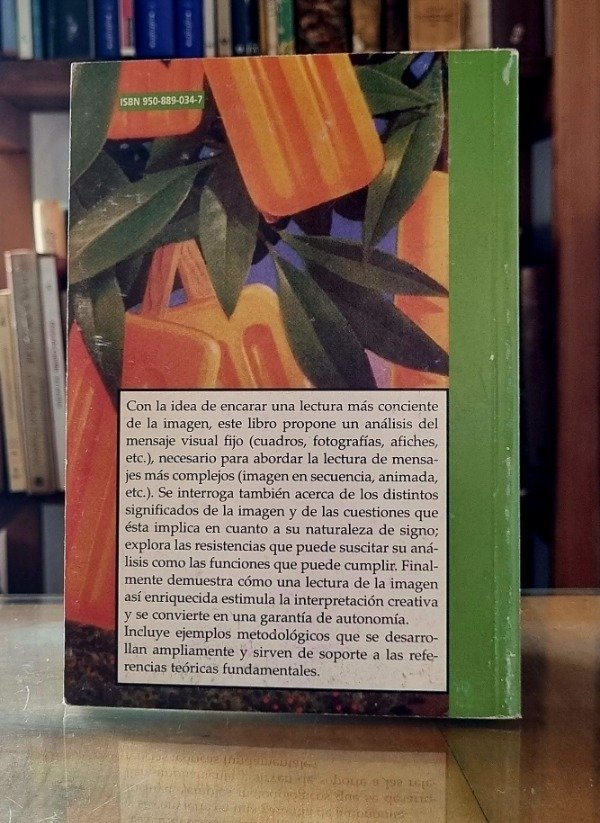 ISBN 950-889-034-7
Con la idea de encarar una lectura más conciente
de la imagen, este libro propone un análisis del
mensaje visual fijo (cuadros, fotografías, afiches,
etc.), necesario para abordar la lectura de mensa-
jes más complejos (imagen en secuencia, animada,
etc.). Se interroga también acerca de los distintos
significados de la imagen y de las cuestiones que
ésta implica en cuanto a su naturaleza de signo;
explora las resistencias que puede suscitar su aná-
lisis como las funciones que puede cumplir. Final-
mente demuestra cómo una lectura de la imagen
así enriquecida estimula la interpretación creativa
y se convierte en una garantía de autonomía.
Incluye ejemplos metodológicos que se desarro-
llan ampliamente y sirven de soporte a las refe-
rencias teóricas fundamentales.